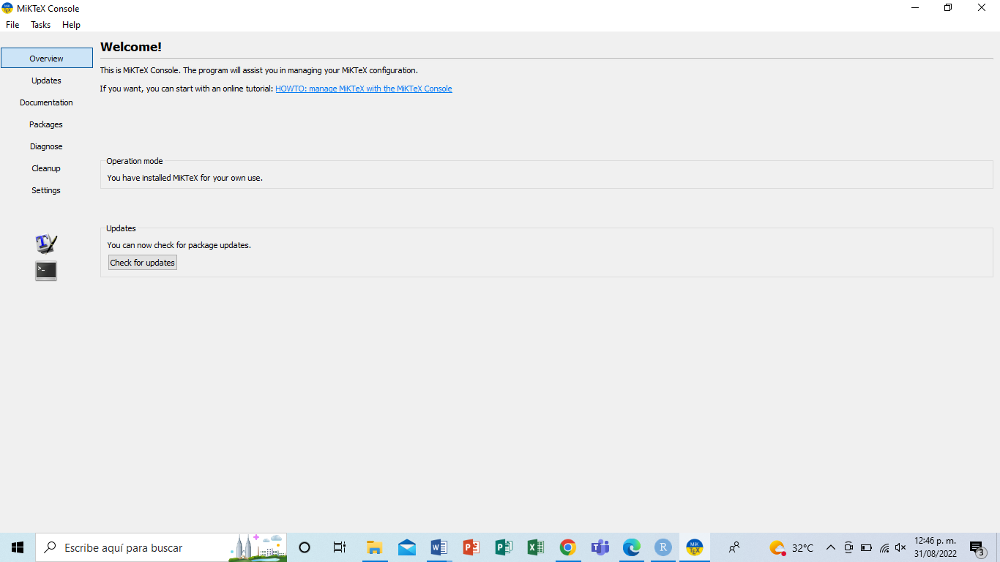 MiKTeX Console
File Tasks Help
Overview
Updates
Documentation
Packages
Diagnose
Cleanup
Settings
Welcome!
This is MiKTeX Console. The program will assist you in managing your MiKTeX configuration.
If you want, you can start with an online tutorial: HOWTO: manage MiKTeX with the MiKTeX Console
Operation mode
You have installed MiKTeX for your own use.
Updates
You can now check for package updates.
Check for updates
Escribe aquí para buscar
32°C
12:46 p. m.
31/08/2022
3